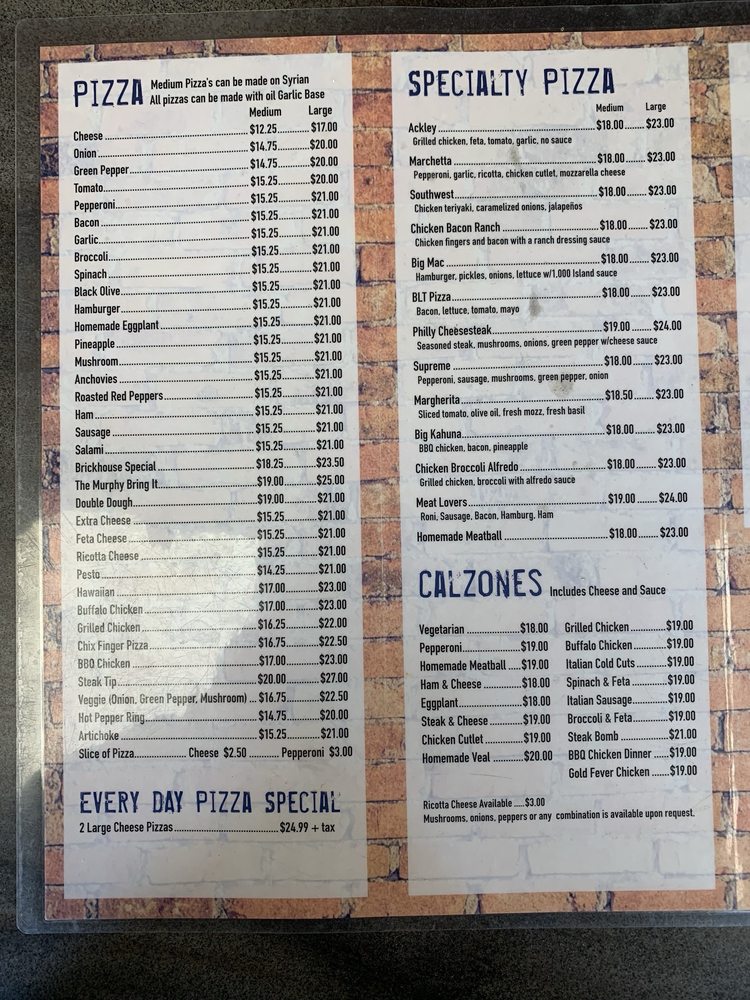 PIZZA Medium Pizza's can be made on Syrian
All pizzas can be made with oil Garlic Base
Medium Large
Cheese $12.25 $17.00
Onion $14.75 $20.00
Green Pepper $14.75 $20.00
Tomato $15.25 $20.00
Pepperoni $15.25 $21.00
Bacon $15.25 $21.00
Garlic $15.25 $21.00
Broccoli $15.25 $21.00
Spinach $15.25 $21.00
Black Olive $15.25 $21.00
Hamburger $15.25 $21.00
Homemade Eggplant $15.25 $21.00
Pineapple $15.25 $21.00
Mushroom $15.25 $21.00
Anchovies $15.25 $21.00
Roasted Red Peppers $15.25 $21.00
Ham $15.25 $21.00
Sausage $15.25 $21.00
Salami $15.25 $21.00
Brickhouse Special $18.25 $23.50
The Murphy Bring It $19.00 $25.00
Double Dough $19.00 $21.00
Extra Cheese $15.25 $21.00
Feta Cheese $15.25 $21.00
Ricotta Cheese $15.25 $21.00
Pesto $14.25 $21.00
Hawaiian $17.00 $23.00
Buffalo Chicken $17.00 $23.00
Grilled Chicken $16.25 $22.00
Chix Finger Pizza $16.75 $22.50
BBQ Chicken $17.00 $23.00
Steak Tip $20.00 $27.00
Veggie (Onion, Green Pepper, Mushroom) $16.75 $22.50
Hot Pepper Ring $14.75 $20.00
Artichoke $15.25 $21.00
Slice of Pizza Cheese $2.50 Pepperoni $3.00
EVERY DAY PIZZA SPECIAL
2 Large Cheese Pizzas $24.99 + tax
SPECIALTY PIZZA
Medium Large
Ackley $18.00 $23.00
Grilled chicken, feta, tomato, garlic, no sauce
Marchetta $18.00 $23.00
Pepperoni, garlic, ricotta, chicken cutlet, mozzarella cheese
Southwest $18.00 $23.00
Chicken teriyaki, caramelized onions, jalapeños
Chicken Bacon Ranch $18.00 $23.00
Chicken fingers and bacon with a ranch dressing sauce
Big Mac $18.00 $23.00
Hamburger, pickles, onions, lettuce w/1,000 Island sauce
BLT Pizza $18.00 $23.00
Bacon, lettuce, tomato, mayo
Philly Cheesesteak $19.00 $24.00
Seasoned steak, mushrooms, onions, green pepper w/cheese sauce
Supreme $18.00 $23.00
Pepperoni, sausage, mushrooms, green pepper, onion
Margherita $18.50 $23.00
Sliced tomato, olive oil, fresh mozz, fresh basil
Big Kahuna $18.00 $23.00
BBQ chicken, bacon, pineapple
Chicken Broccoli Alfredo $18.00 $23.00
Grilled chicken, broccoli with alfredo sauce
Meat Lovers $19.00 $24.00
Roni, Sausage, Bacon, Hamburg, Ham
Homemade Meatball $18.00 $23.00
CALZONES Includes Cheese and Sauce
Vegetarian $18.00
Pepperoni $19.00
Homemade Meatball $19.00
Ham & Cheese $18.00
Eggplant $18.00
Steak & Cheese $19.00
Chicken Cutlet $19.00
Homemade Veal $20.00
Grilled Chicken $19.00
Buffalo Chicken $19.00
Italian Cold Cuts $19.00
Spinach & Feta $19.00
Italian Sausage $19.00
Broccoli & Feta $19.00
Steak Bomb $21.00
BBQ Chicken Dinner $19.00
Gold Fever Chicken $19.00
Ricotta Cheese Available $3.00
Mushrooms, onions, peppers or any combination is available upon request.